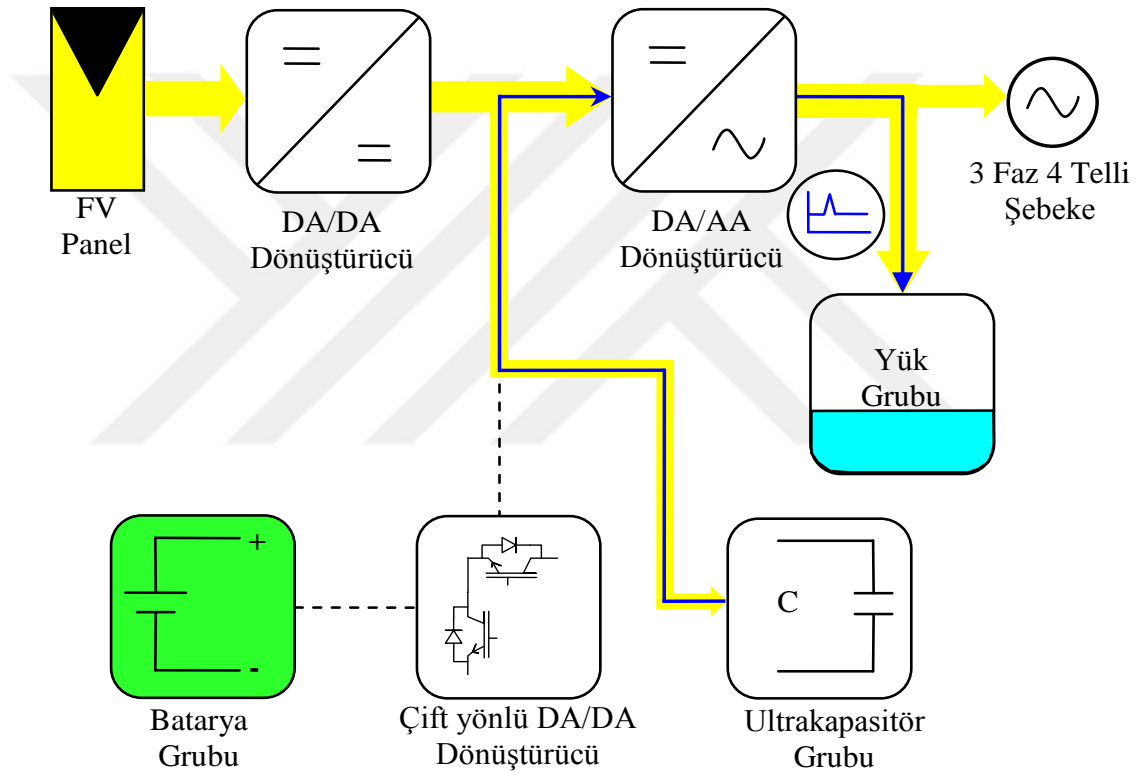 FV
Panel
DA/DA
Dönüştürücü
DA/AA
Dönüştürücü
3 Faz 4 Telli
Şebeke
Yük
Grubu
+
-
C
Batarya
Grubu
Çift yönlü DA/DA
Dönüştürücü
Ultrakapasitör
Grubu